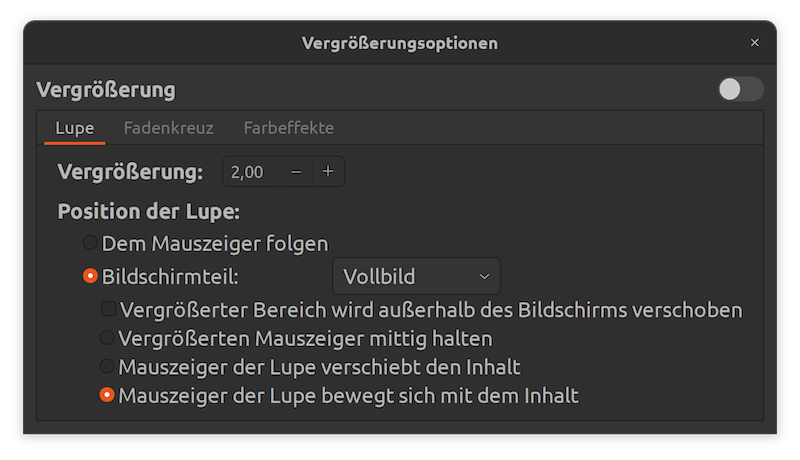 Vergrößerungsoptionen
Vergrößerung
Lupe Fadenkreuz Farbeffekte
Vergrößerung: 2,00 − +
Position der Lupe:
Dem Mauszeiger folgen
Bildschirmteil: Vollbild
Vergrößerter Bereich wird außerhalb des Bildschirms verschoben
Vergrößerten Mauszeiger mittig halten
Mauszeiger der Lupe verschiebt den Inhalt
Mauszeiger der Lupe bewegt sich mit dem Inhalt